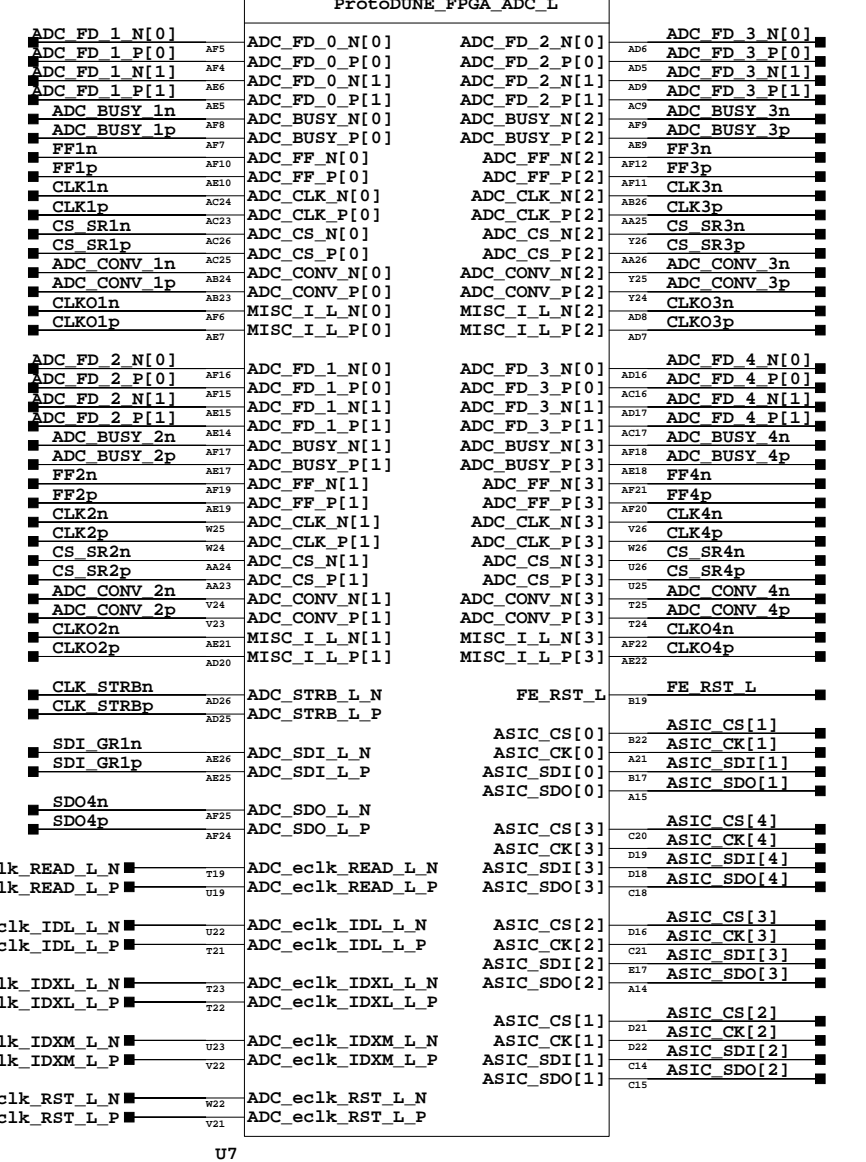 ProtoDUNE_FPGA_ADC_L
ADC_FD_1_N[0] AF5 ADC_FD_0_N[0] ADC_FD_2_N[0] AD6 ADC_FD_3_N[0]
ADC_FD_1_P[0] AF4 ADC_FD_0_P[0] ADC_FD_2_P[0] AD5 ADC_FD_3_P[0]
ADC_FD_1_N[1] AE6 ADC_FD_0_N[1] ADC_FD_2_N[1] AD9 ADC_FD_3_N[1]
ADC_FD_1_P[1] AE5 ADC_FD_0_P[1] ADC_FD_2_P[1] AC9 ADC_FD_3_P[1]
ADC_BUSY_1n AF8 ADC_BUSY_N[0] ADC_BUSY_N[2] AF9 ADC_BUSY_3n
ADC_BUSY_1p AF7 ADC_BUSY_P[0] ADC_BUSY_P[2] AE9 ADC_BUSY_3p
FF1n AF10 ADC_FF_N[0] ADC_FF_N[2] AF12 FF3n
FF1p AE10 ADC_FF_P[0] ADC_FF_P[2] AF11 FF3p
CLK1n AC24 ADC_CLK_N[0] ADC_CLK_N[2] AB26 CLK3n
CLK1p AC23 ADC_CLK_P[0] ADC_CLK_P[2] AA25 CLK3p
CS_SR1n AC26 ADC_CS_N[0] ADC_CS_N[2] Y26 CS_SR3n
CS_SR1p AC25 ADC_CS_P[0] ADC_CS_P[2] AA26 CS_SR3p
ADC_CONV_1n AB24 ADC_CONV_N[0] ADC_CONV_N[2] Y25 ADC_CONV_3n
ADC_CONV_1p AB23 ADC_CONV_P[0] ADC_CONV_P[2] Y24 ADC_CONV_3p
CLKO1n AF6 MISC_I_L_N[0] MISC_I_L_N[2] AD8 CLKO3n
CLKO1p AE7 MISC_I_L_P[0] MISC_I_L_P[2] AD7 CLKO3p
ADC_FD_2_N[0] AF16 ADC_FD_1_N[0] ADC_FD_3_N[0] AD16 ADC_FD_4_N[0]
ADC_FD_2_P[0] AF15 ADC_FD_1_P[0] ADC_FD_3_P[0] AC16 ADC_FD_4_P[0]
ADC_FD_2_N[1] AE15 ADC_FD_1_N[1] ADC_FD_3_N[1] AD17 ADC_FD_4_N[1]
ADC_FD_2_P[1] AE14 ADC_FD_1_P[1] ADC_FD_3_P[1] AC17 ADC_FD_4_P[1]
ADC_BUSY_2n AF17 ADC_BUSY_N[1] ADC_BUSY_N[3] AF18 ADC_BUSY_4n
ADC_BUSY_2p AE17 ADC_BUSY_P[1] ADC_BUSY_P[3] AE18 ADC_BUSY_4p
FF2n AF19 ADC_FF_N[1] ADC_FF_N[3] AF21 FF4n
FF2p AE19 ADC_FF_P[1] ADC_FF_P[3] AF20 FF4p
CLK2n W25 ADC_CLK_N[1] ADC_CLK_N[3] V26 CLK4n
CLK2p W24 ADC_CLK_P[1] ADC_CLK_P[3] W26 CLK4p
CS_SR2n AA24 ADC_CS_N[1] ADC_CS_N[3] U26 CS_SR4n
CS_SR2p AA23 ADC_CS_P[1] ADC_CS_P[3] U25 CS_SR4p
ADC_CONV_2n V24 ADC_CONV_N[1] ADC_CONV_N[3] T25 ADC_CONV_4n
ADC_CONV_2p V23 ADC_CONV_P[1] ADC_CONV_P[3] T24 ADC_CONV_4p
CLKO2n AE21 MISC_I_L_N[1] MISC_I_L_N[3] AF22 CLKO4n
CLKO2p AD20 MISC_I_L_P[1] MISC_I_L_P[3] AE22 CLKO4p
CLK_STRBn AD26 ADC_STRB_L_N FE_RST_L B19 FE_RST_L
CLK_STRBp AD25 ADC_STRB_L_P
ASIC_CS[0] B22 ASIC_CS[1]
SDI_GR1n AE26 ADC_SDI_L_N ASIC_CK[0] A21 ASIC_CK[1]
SDI_GR1p AE25 ADC_SDI_L_P ASIC_SDI[0] B17 ASIC_SDI[1]
ASIC_SDO[0] A15 ASIC_SDO[1]
SDO4n AF25 ADC_SDO_L_N
SDO4p AF24 ADC_SDO_L_P ASIC_CS[3] C20 ASIC_CS[4]
ASIC_CK[3] D19 ASIC_CK[4]
lk_READ_L_N T19 ADC_eclk_READ_L_N ASIC_SDI[3] D18 ASIC_SDI[4]
lk_READ_L_P U19 ADC_eclk_READ_L_P ASIC_SDO[3] C18 ASIC_SDO[4]
clk_IDL_L_N U22 ADC_eclk_IDL_L_N ASIC_CS[2] D16 ASIC_CS[3]
clk_IDL_L_P T21 ADC_eclk_IDL_L_P ASIC_CK[2] C21 ASIC_CK[3]
ASIC_SDI[2] E17 ASIC_SDI[3]
lk_IDXL_L_N T23 ADC_eclk_IDXL_L_N ASIC_SDO[2] A14 ASIC_SDO[3]
lk_IDXL_L_P T22 ADC_eclk_IDXL_L_P
ASIC_CS[1] D21 ASIC_CS[2]
lk_IDXM_L_N U23 ADC_eclk_IDXM_L_N ASIC_CK[1] D22 ASIC_CK[2]
lk_IDXM_L_P V22 ADC_eclk_IDXM_L_P ASIC_SDI[1] C14 ASIC_SDI[2]
ASIC_SDO[1] C15 ASIC_SDO[2]
clk_RST_L_N W22 ADC_eclk_RST_L_N
clk_RST_L_P V21 ADC_eclk_RST_L_P
U7